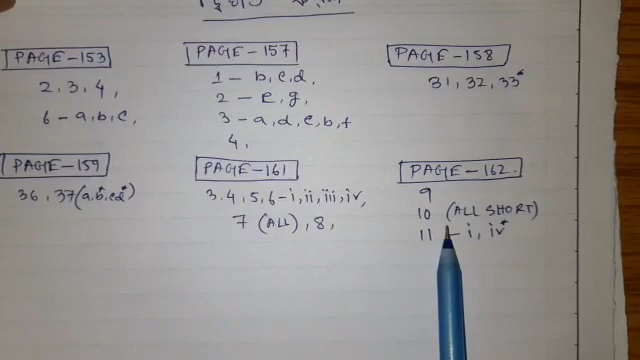 PAGE-153
2, 3, 4,
6 - a, b, c,
PAGE-157
1 - b, c, d,
2 - e, g,
3 - a, d, e, b, f
4,
PAGE-158
31, 32, 33*
PAGE-159
36, 37 (a, b*, cd*)
PAGE-161
3, 4, 5, 6 - i, ii, iii, iv,
7 (ALL), 8,
PAGE-162.
9
10 (ALL SHORT)
11 - i, iv*